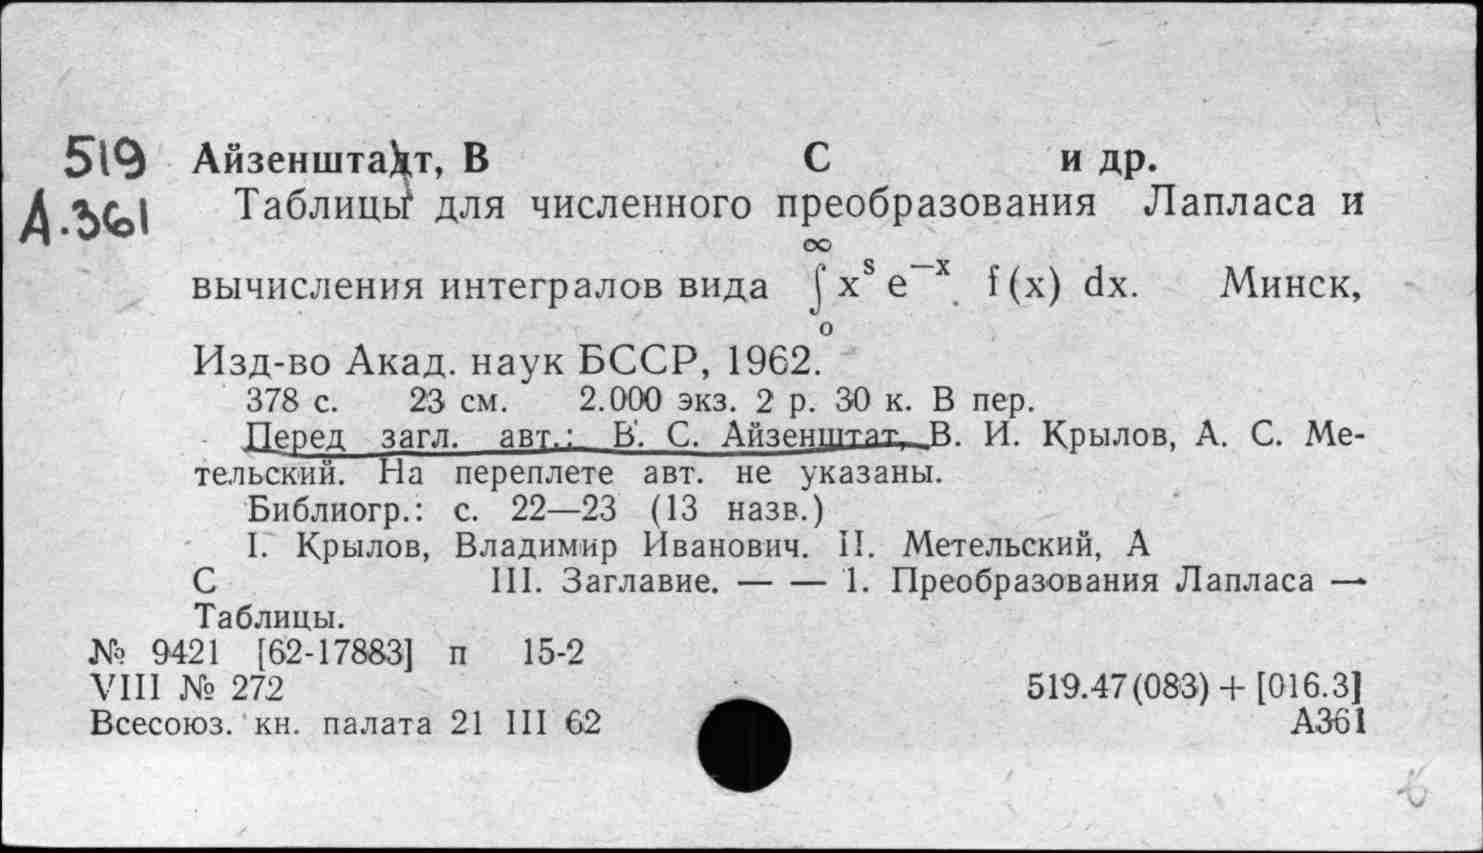 519 Айзенштадт, В С и др.
А.361 Таблицы для численного преобразования Лапласа и
∞
вычисления интегралов вида ∫ xˢ e⁻ˣ f(x) dx. Минск,
о
Изд-во Акад. наук БССР, 1962.
378 с. 23 см. 2.000 экз. 2 р. 30 к. В пер.
Перед загл. авт.: В. С. Айзенштат, В. И. Крылов, А. С. Ме-
тельский. На переплете авт. не указаны.
Библиогр.: с. 22—23 (13 назв.)
I. Крылов, Владимир Иванович. II. Метельский, А
С III. Заглавие. — — 1. Преобразования Лапласа —
Таблицы.
№ 9421 [62-17883] п 15-2
VIII № 272 519.47(083) + [016.3]
Всесоюз. кн. палата 21 III 62 А361